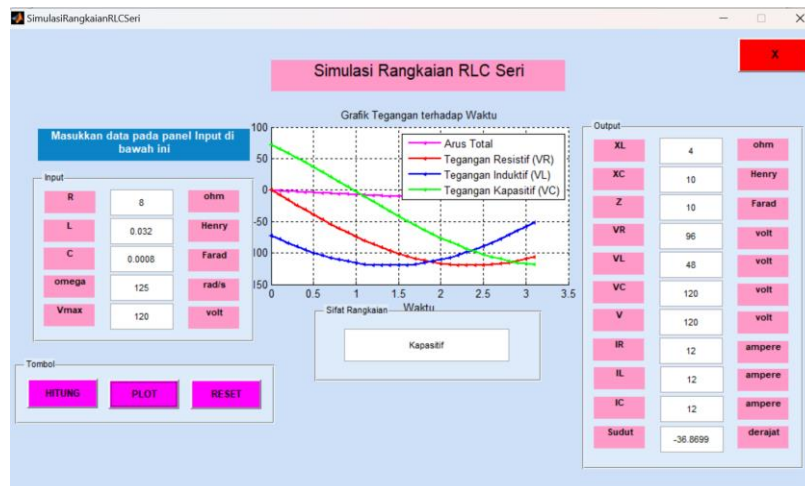 SimulasiRangkaianRLCSeri
X
Simulasi Rangkaian RLC Seri
Masukkan data pada panel Input di
bawah ini
Input
R 8 ohm
L 0.032 Henry
C 0.0008 Farad
omega 125 rad/s
Vmax 120 volt
Tombol
HITUNG PLOT RESET
Grafik Tegangan terhadap Waktu
100
50
0
-50
100
150
0 0.5 1 1.5 2 2.5 3 3.5
Waktu
Arus Total
Tegangan Resistif (VR)
Tegangan Induktif (VL)
Tegangan Kapasitif (VC)
Sifat Rangkaian
Kapasitif
Output
XL 4 ohm
XC 10 Henry
Z 10 Farad
VR 96 volt
VL 48 volt
VC 120 volt
V 120 volt
IR 12 ampere
IL 12 ampere
IC 12 ampere
Sudut -36.8699 derajat